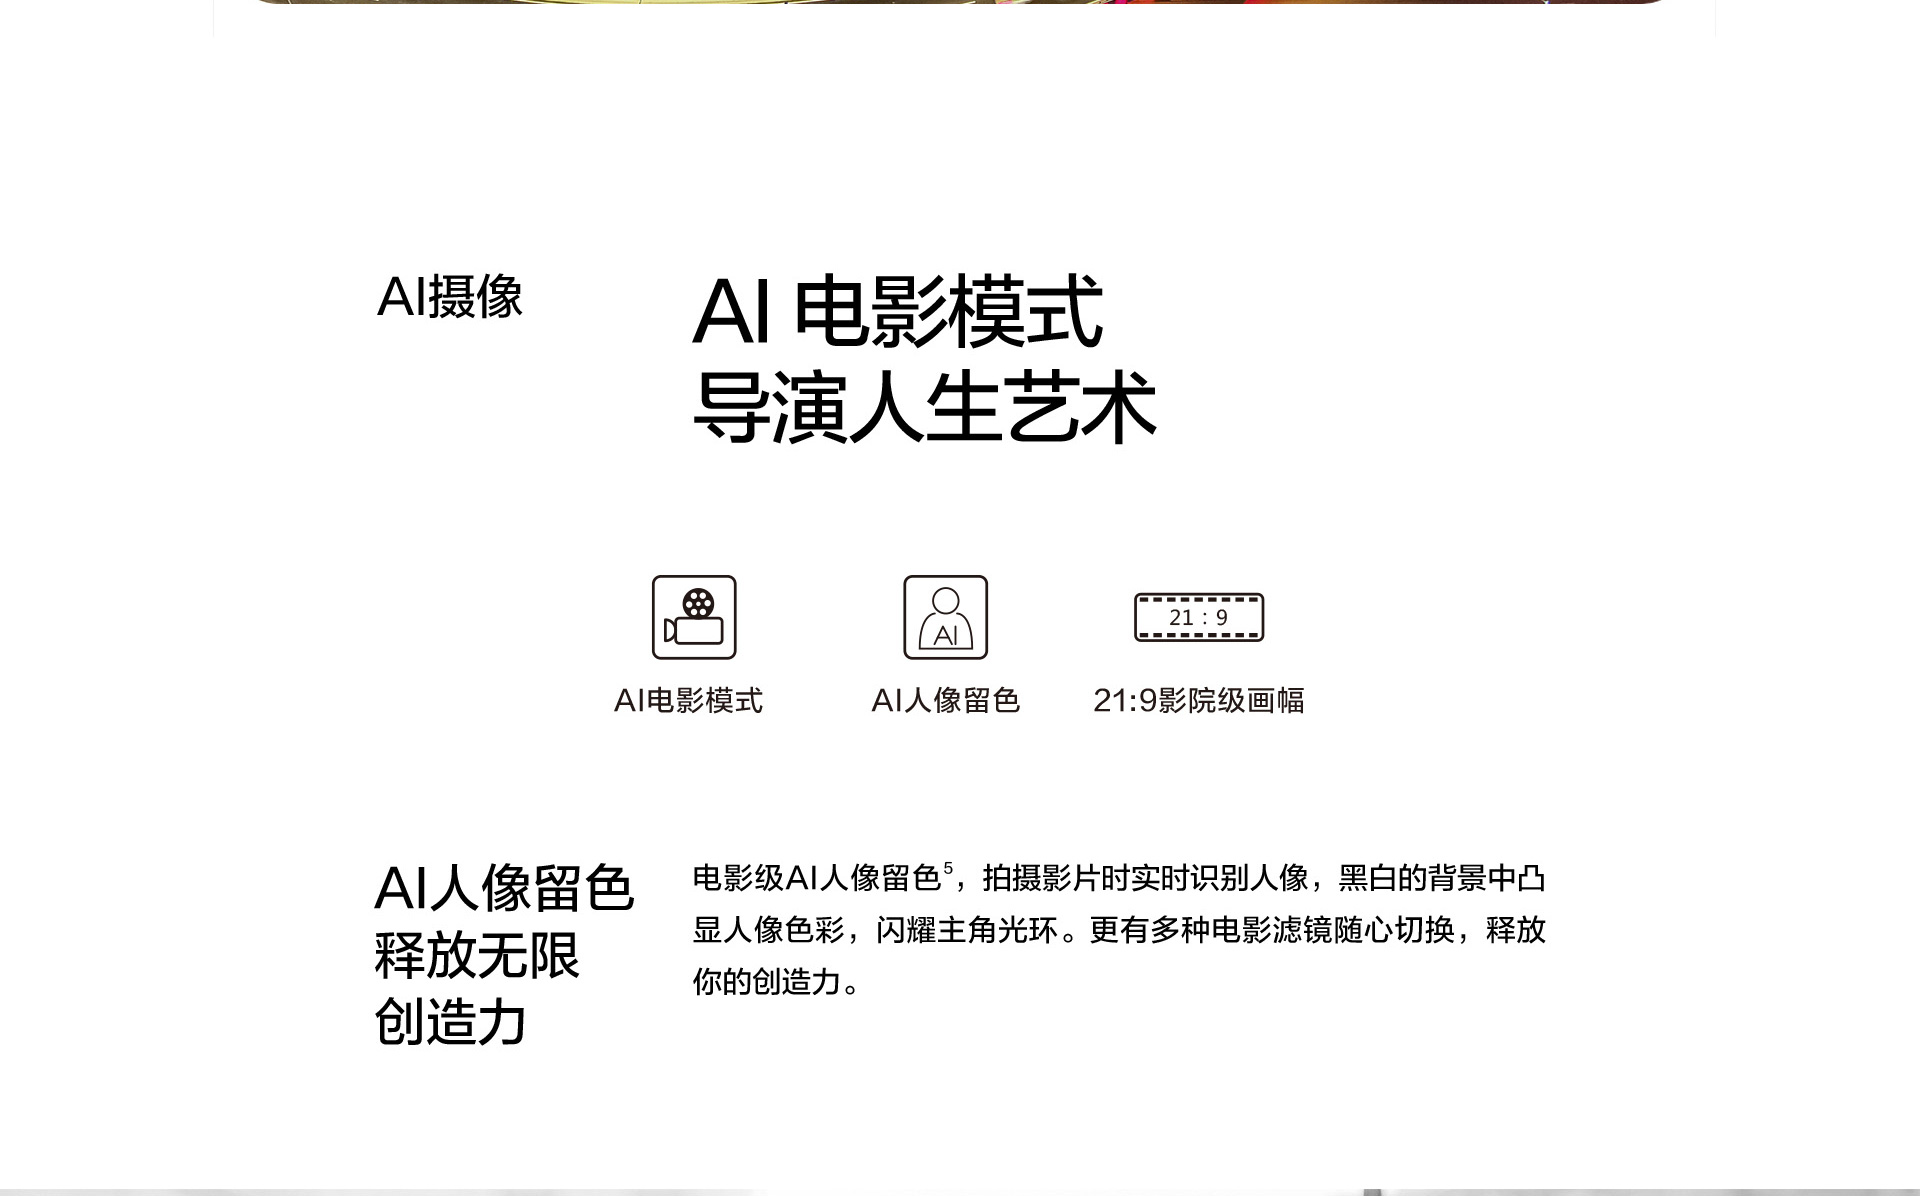 AI摄像
AI 电影模式
导演人生艺术
AI
21 : 9
AI电影模式
AI人像留色
21:9影院级画幅
AI人像留色
释放无限
创造力
电影级AI人像留色5，拍摄影片时实时识别人像，黑白的背景中凸
显人像色彩，闪耀主角光环。更有多种电影滤镜随心切换，释放
你的创造力。